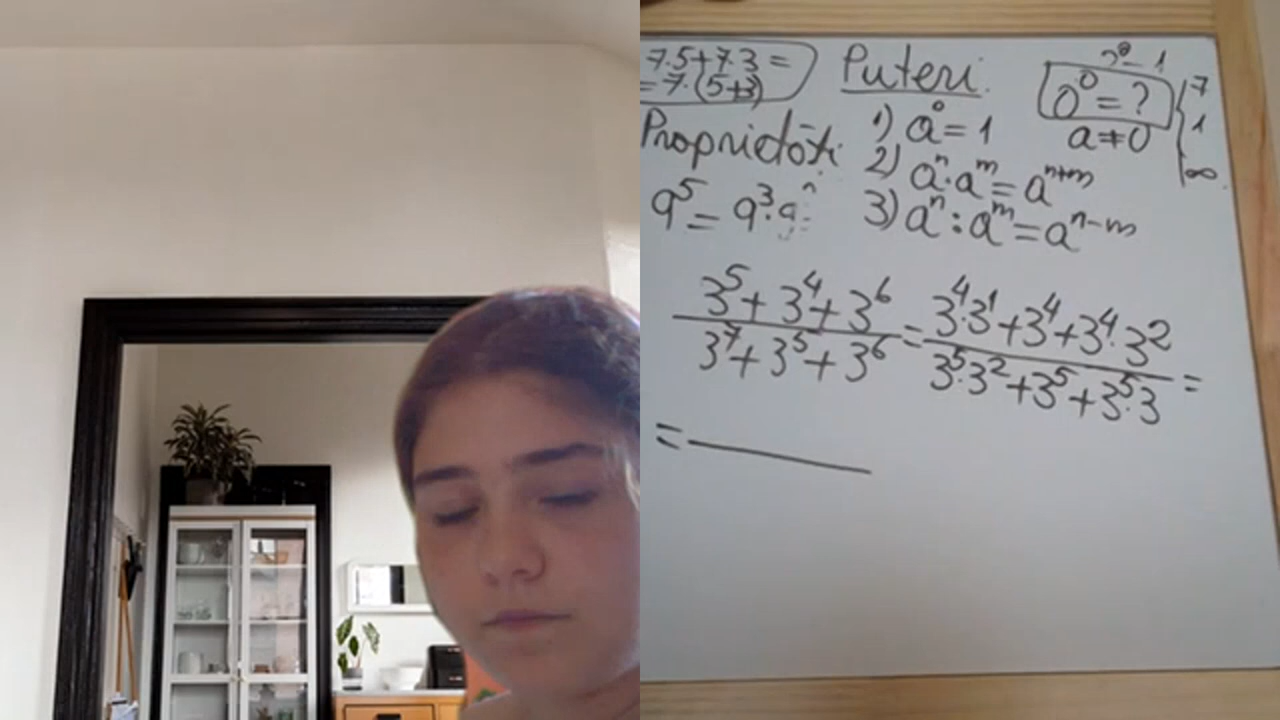 7·5+7·3=
=7·(5+3)
Puteri
0⁰=?
a≠0
7
1
∞
Proprietăți
1) a⁰=1
2) aⁿ·aᵐ=aⁿ⁺ᵐ
3) aⁿ:aᵐ=aⁿ⁻ᵐ
a⁵=a³·a
3⁵+3⁴+3⁶ / 3⁷+3⁵+3⁶ = 3⁴·3¹+3⁴+3⁴·3² / 3⁵·3²+3⁵+3⁵·3 =
=